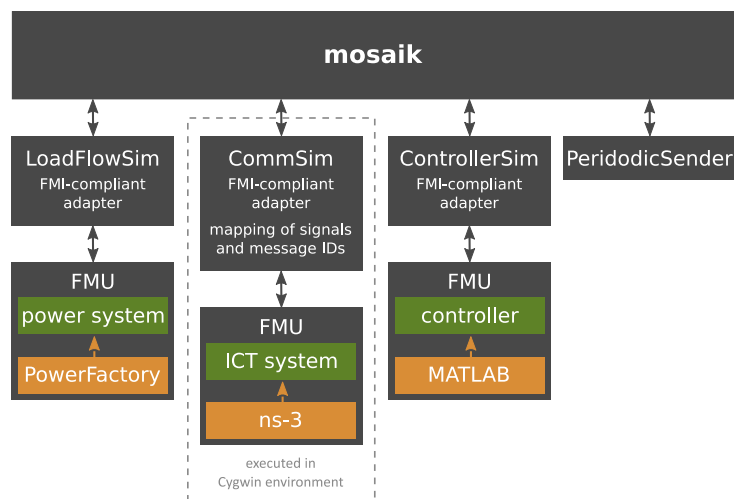 mosaik
LoadFlowSim
FMI-compliant
adapter
FMU
power system
PowerFactory
CommSim
FMI-compliant
adapter
mapping of signals
and message IDs
FMU
ICT system
ns-3
executed in
Cygwin environment
ControllerSim
FMI-compliant
adapter
FMU
controller
MATLAB
PeridodicSender